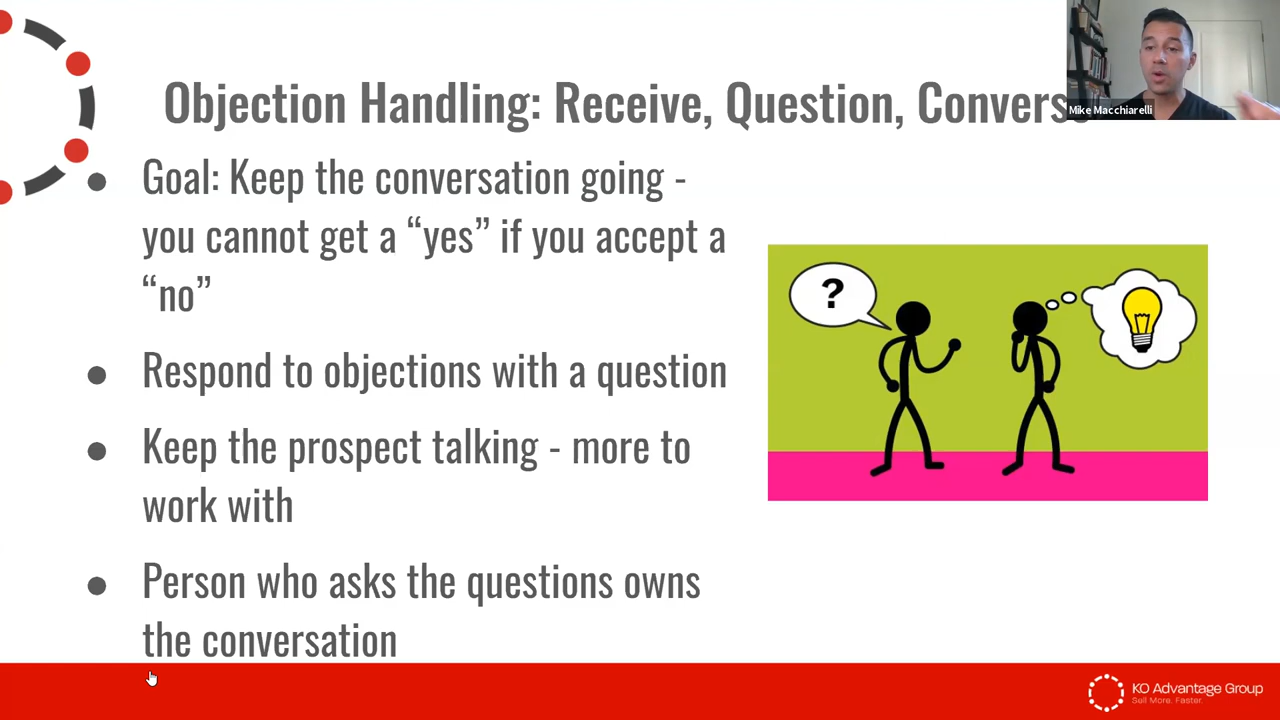 Objection Handling: Receive, Question, Convers
Mike Macchiarelli
Goal: Keep the conversation going -
you cannot get a “yes” if you accept a
“no”
Respond to objections with a question
Keep the prospect talking - more to
work with
Person who asks the questions owns
the conversation
?
KO Advantage Group
Sell More. Faster.